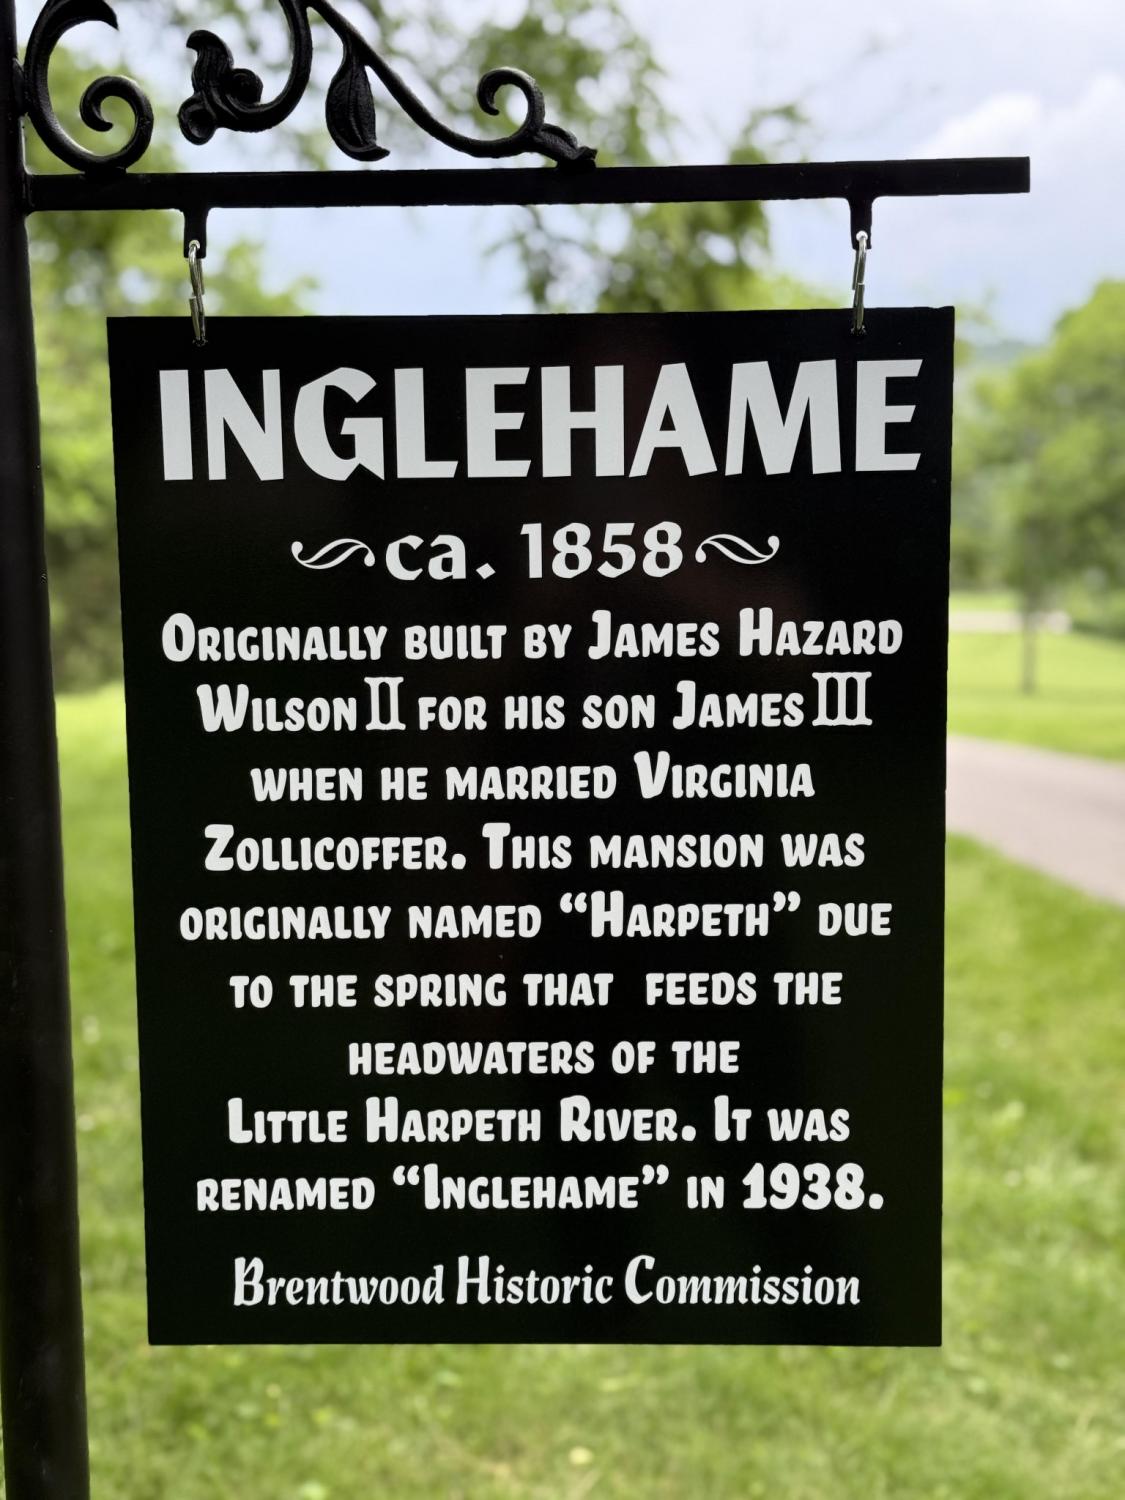 INGLEHAME
ca. 1858
Originally built by James Hazard
Wilson II for his son James III
when he married Virginia
Zollicoffer. This mansion was
originally named “Harpeth” due
to the spring that feeds the
headwaters of the
Little Harpeth River. It was
renamed “Inglehame” in 1938.
Brentwood Historic Commission